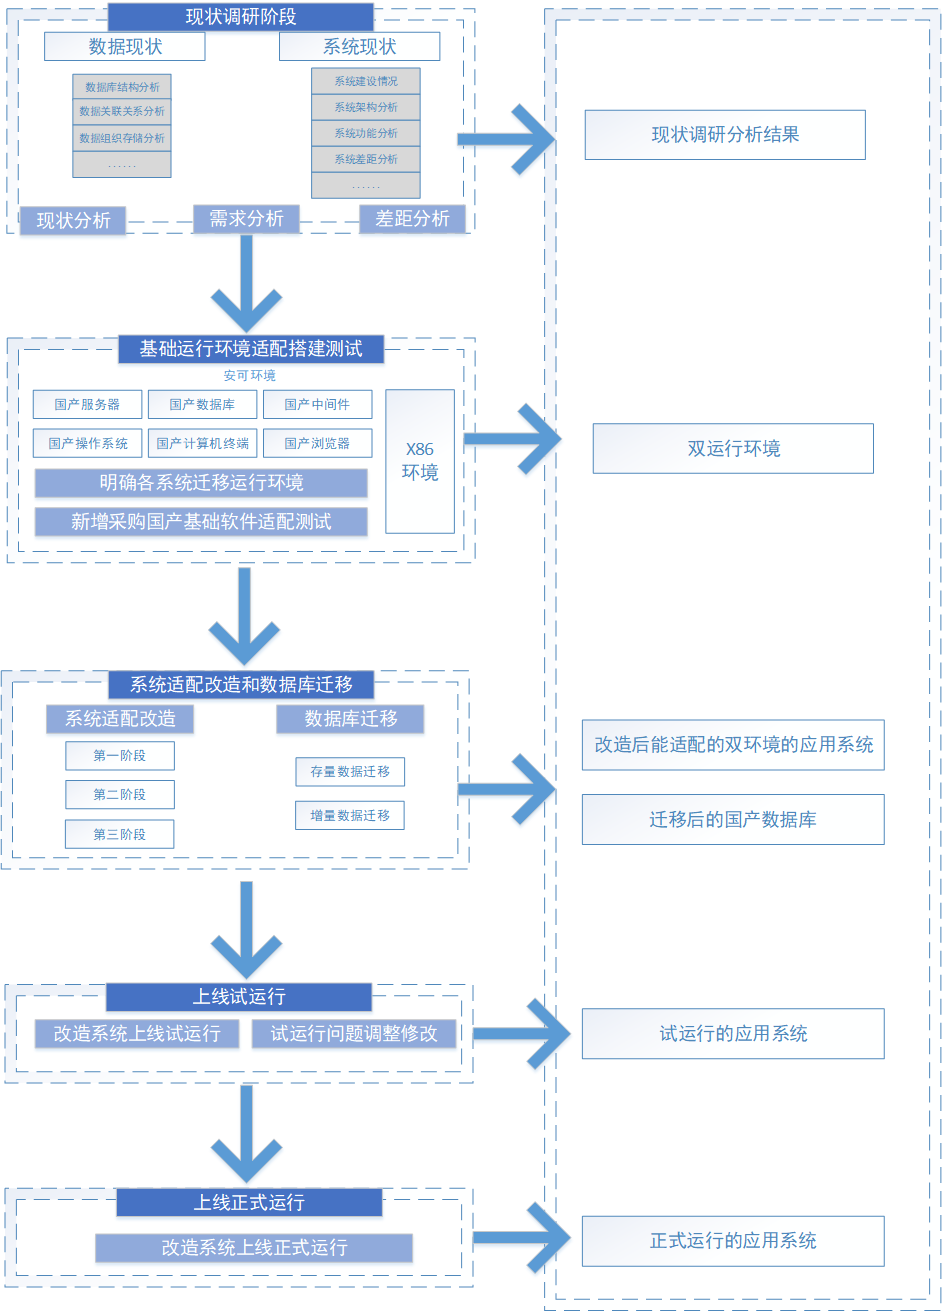 现状调研阶段
数据现状
系统现状
数据库结构分析
数据关联关系分析
数据组织存储分析
......
系统建设情况
系统架构分析
系统功能分析
系统差距分析
......
现状分析
需求分析
差距分析
现状调研分析结果
基础运行环境适配搭建测试
安可环境
国产服务器
国产数据库
国产中间件
国产操作系统
国产计算机终端
国产浏览器
X86
环境
明确各系统迁移运行环境
新增采购国产基础软件适配测试
双运行环境
系统适配改造和数据库迁移
系统适配改造
数据库迁移
第一阶段
第二阶段
第三阶段
存量数据迁移
增量数据迁移
改造后能适配的双环境的应用系统
迁移后的国产数据库
上线试运行
改造系统上线试运行
试运行问题调整修改
试运行的应用系统
上线正式运行
改造系统上线正式运行
正式运行的应用系统